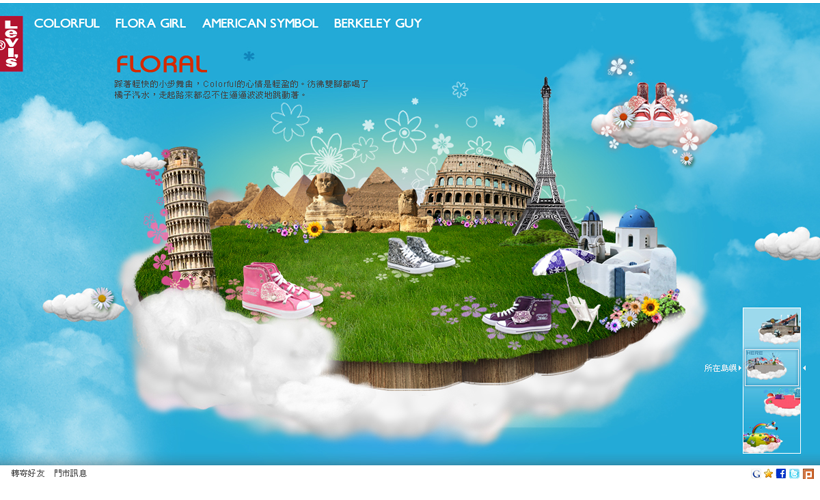 COLORFUL FLORA GIRL AMERICAN SYMBOL BERKELEY GUY
Levi's
®
FLORAL
踩著輕快的小步舞曲，Colorful的心情是輕盈的。彷彿雙腳都喝了
橘子汽水，走起路來都忍不住逼逼波波地跳動著。
HERE
所在島嶼
轉寄好友 門市訊息
G